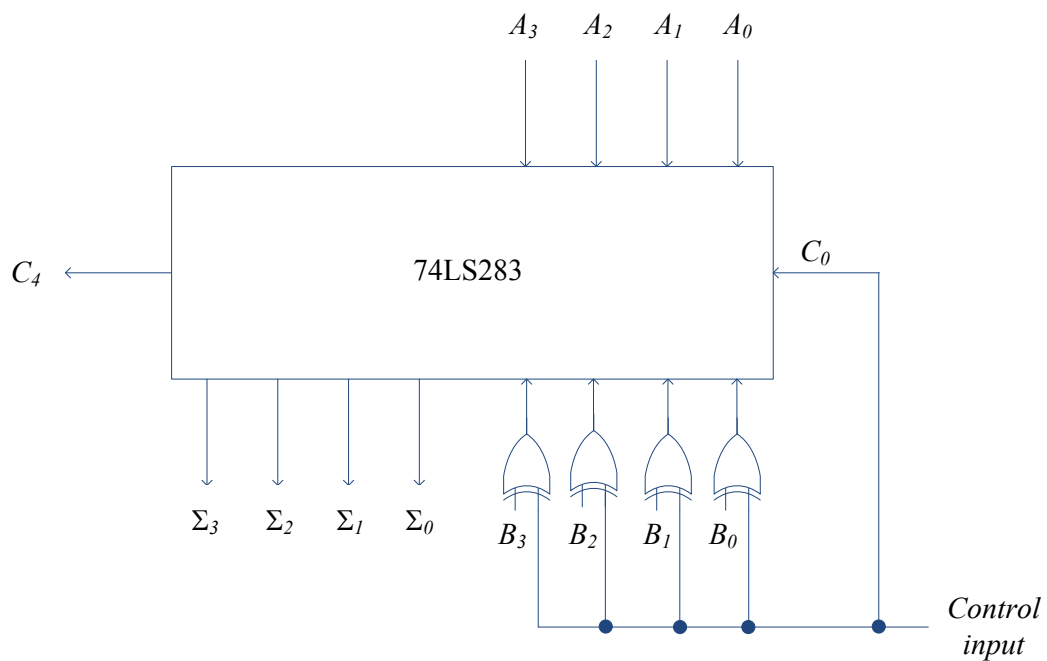 A3 A2 A1 A0
C4 74LS283 C0
Σ3 Σ2 Σ1 Σ0 B3 B2 B1 B0
Control
input